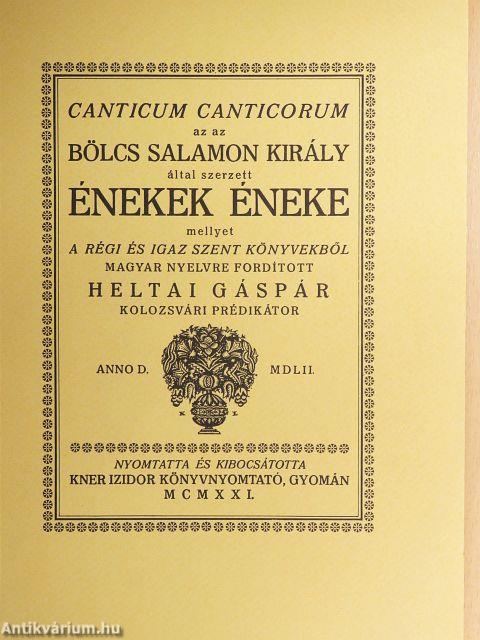 CANTICUM CANTICORUM
az az
BÖLCS SALAMON KIRÁLY
által szerzett
ÉNEKEK ÉNEKE
mellyet
A RÉGI ÉS IGAZ SZENT KÖNYVEKBŐL
MAGYAR NYELVRE FORDÍTOTT
HELTAI GÁSPÁR
KOLOZSVÁRI PRÉDIKÁTOR
ANNO D. MDLII.
K L
NYOMTATTA ÉS KIBOCSÁTOTTA
KNER IZIDOR KÖNYVNYOMTATÓ, GYOMÁN
MCMXXI.
Antikvárium.hu